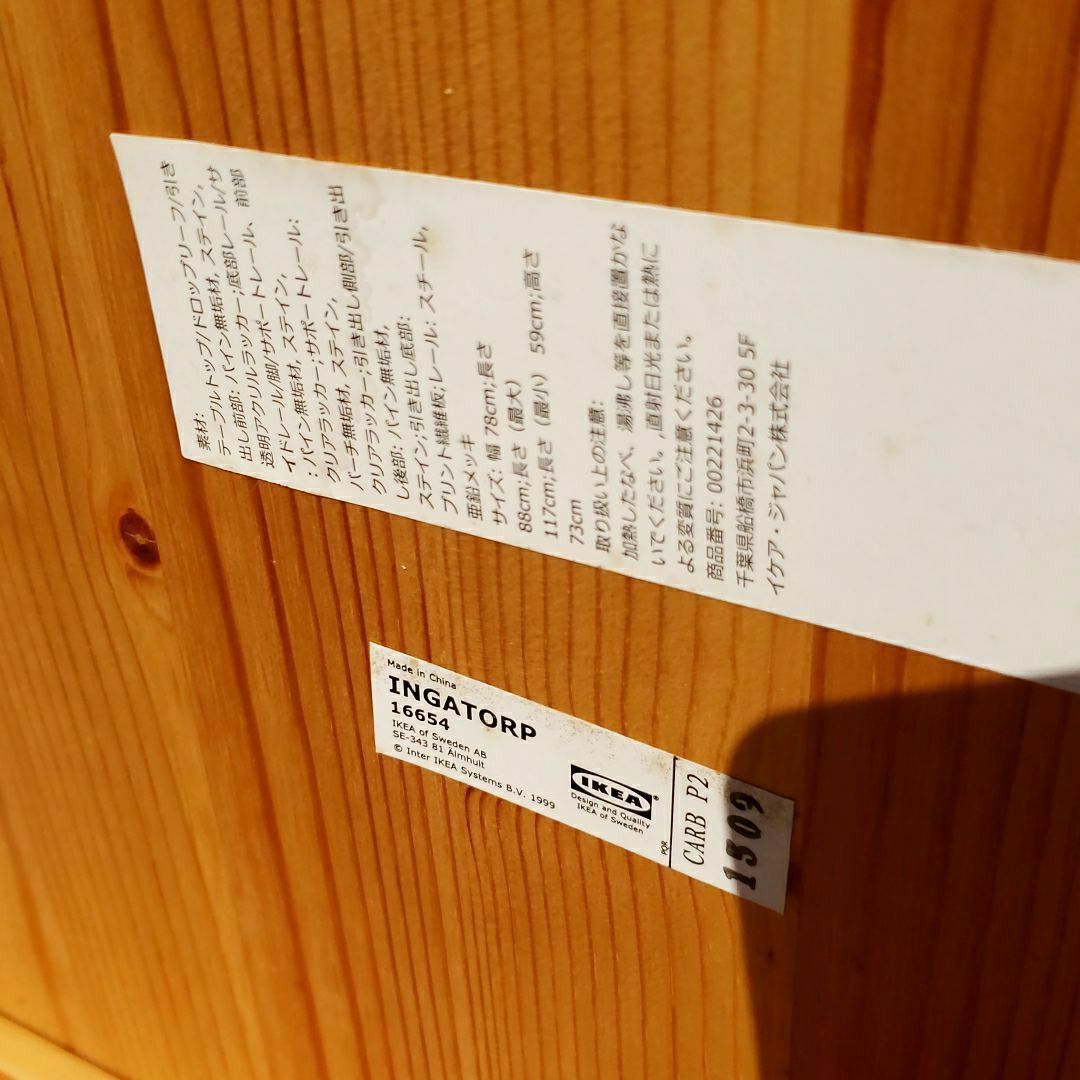 素材:
テーブルトップ/ドロップリーフ/引き
出し前部: パイン無垢材, ステイン,
透明アクリルラッカー;底部レール/サ
イドレール/脚/サポートレール、前部
: パイン無垢材, ステイン,
クリアラッカー;サポートレール:
バーチ無垢材, ステイン,
クリアラッカー;引き出し側部/引き出
し後部: パイン無垢材,
ステイン;引き出し底部:
プリント繊維板;レール: スチール,
亜鉛メッキ
サイズ: 幅 78cm;長さ
88cm;長さ（最大）
117cm;長さ（最小） 59cm;高さ
73cm
取り扱い上の注意:
加熱したなべ、湯沸し等を直接置かな
いでください。,直射日光または熱に
よる変質にご注意ください。
商品番号: 00221426
千葉県船橋市浜町2-3-30 5F
イケア・ジャパン株式会社
Made in China
INGATORP
16654
IKEA of Sweden AB
SE-343 81 Älmhult
© Inter IKEA Systems B.V. 1999
IKEA
Design and Quality
IKEA of Sweden
PQR
CARB P2
1509